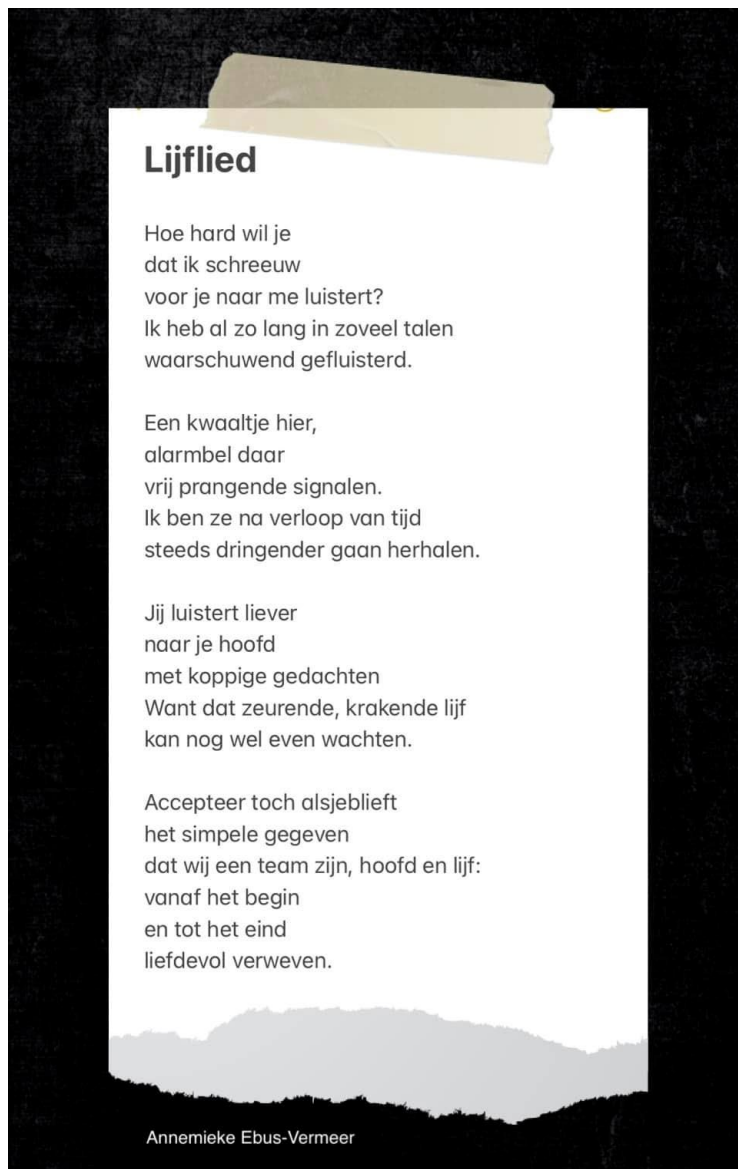 Lijflied
Hoe hard wil je
dat ik schreeuw
voor je naar me luistert?
Ik heb al zo lang in zoveel talen
waarschuwend gefluisterd.
Een kwaaltje hier,
alarmbel daar
vrij prangende signalen.
Ik ben ze na verloop van tijd
steeds dringender gaan herhalen.
Jij luistert liever
naar je hoofd
met koppige gedachten
Want dat zeurende, krakende lijf
kan nog wel even wachten.
Accepteer toch alsjeblieft
het simpele gegeven
dat wij een team zijn, hoofd en lijf:
vanaf het begin
en tot het eind
liefdevol verweven.
Annemieke Ebus-Vermeer